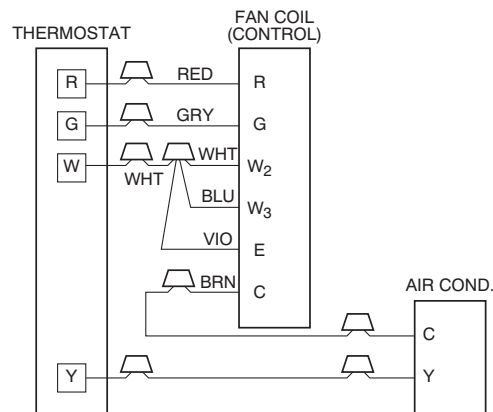 THERMOSTAT
FAN COIL
(CONTROL)
R RED R
G GRY G
W WHT WHT W2
BLU W3
VIO E
BRN C
AIR COND.
C
Y Y